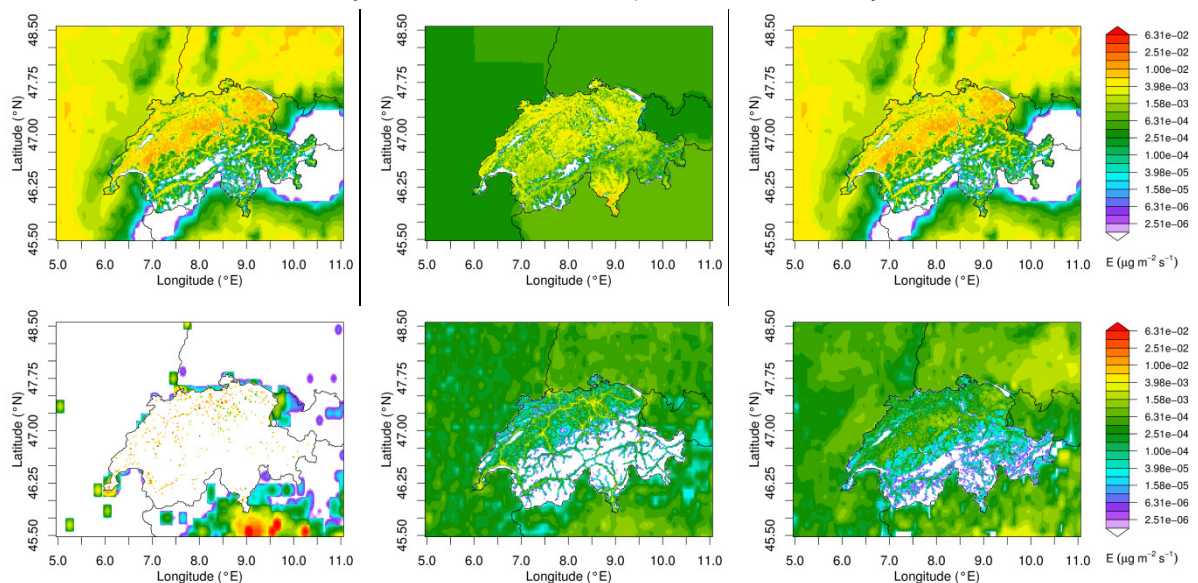 48.50
47.75
47.00
46.25
45.50
Latitude (°N)
5.0 6.0 7.0 8.0 9.0 10.0 11.0
Longitude (°E)
48.50
47.75
47.00
46.25
45.50
Latitude (°N)
5.0 6.0 7.0 8.0 9.0 10.0 11.0
Longitude (°E)
48.50
47.75
47.00
46.25
45.50
Latitude (°N)
5.0 6.0 7.0 8.0 9.0 10.0 11.0
Longitude (°E)
6.31e−02
2.51e−02
1.00e−02
3.98e−03
1.58e−03
6.31e−04
2.51e−04
1.00e−04
3.98e−05
1.58e−05
6.31e−06
2.51e−06
E (µg m⁻² s⁻¹)
48.50
47.75
47.00
46.25
45.50
Latitude (°N)
5.0 6.0 7.0 8.0 9.0 10.0 11.0
Longitude (°E)
48.50
47.75
47.00
46.25
45.50
Latitude (°N)
5.0 6.0 7.0 8.0 9.0 10.0 11.0
Longitude (°E)
48.50
47.75
47.00
46.25
45.50
Latitude (°N)
5.0 6.0 7.0 8.0 9.0 10.0 11.0
Longitude (°E)
6.31e−02
2.51e−02
1.00e−02
3.98e−03
1.58e−03
6.31e−04
2.51e−04
1.00e−04
3.98e−05
1.58e−05
6.31e−06
2.51e−06
E (µg m⁻² s⁻¹)